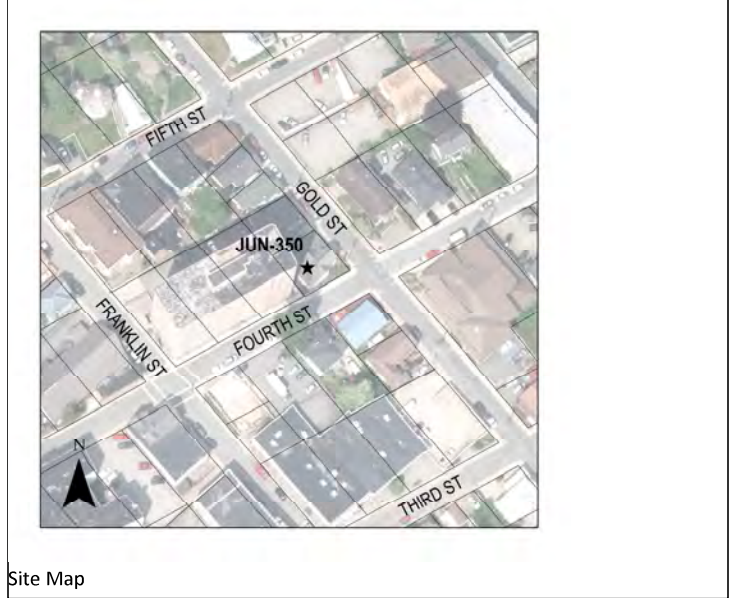 FIFTH ST
GOLD ST
JUN-350
FRANKLIN ST
FOURTH ST
N
THIRD ST
Site Map